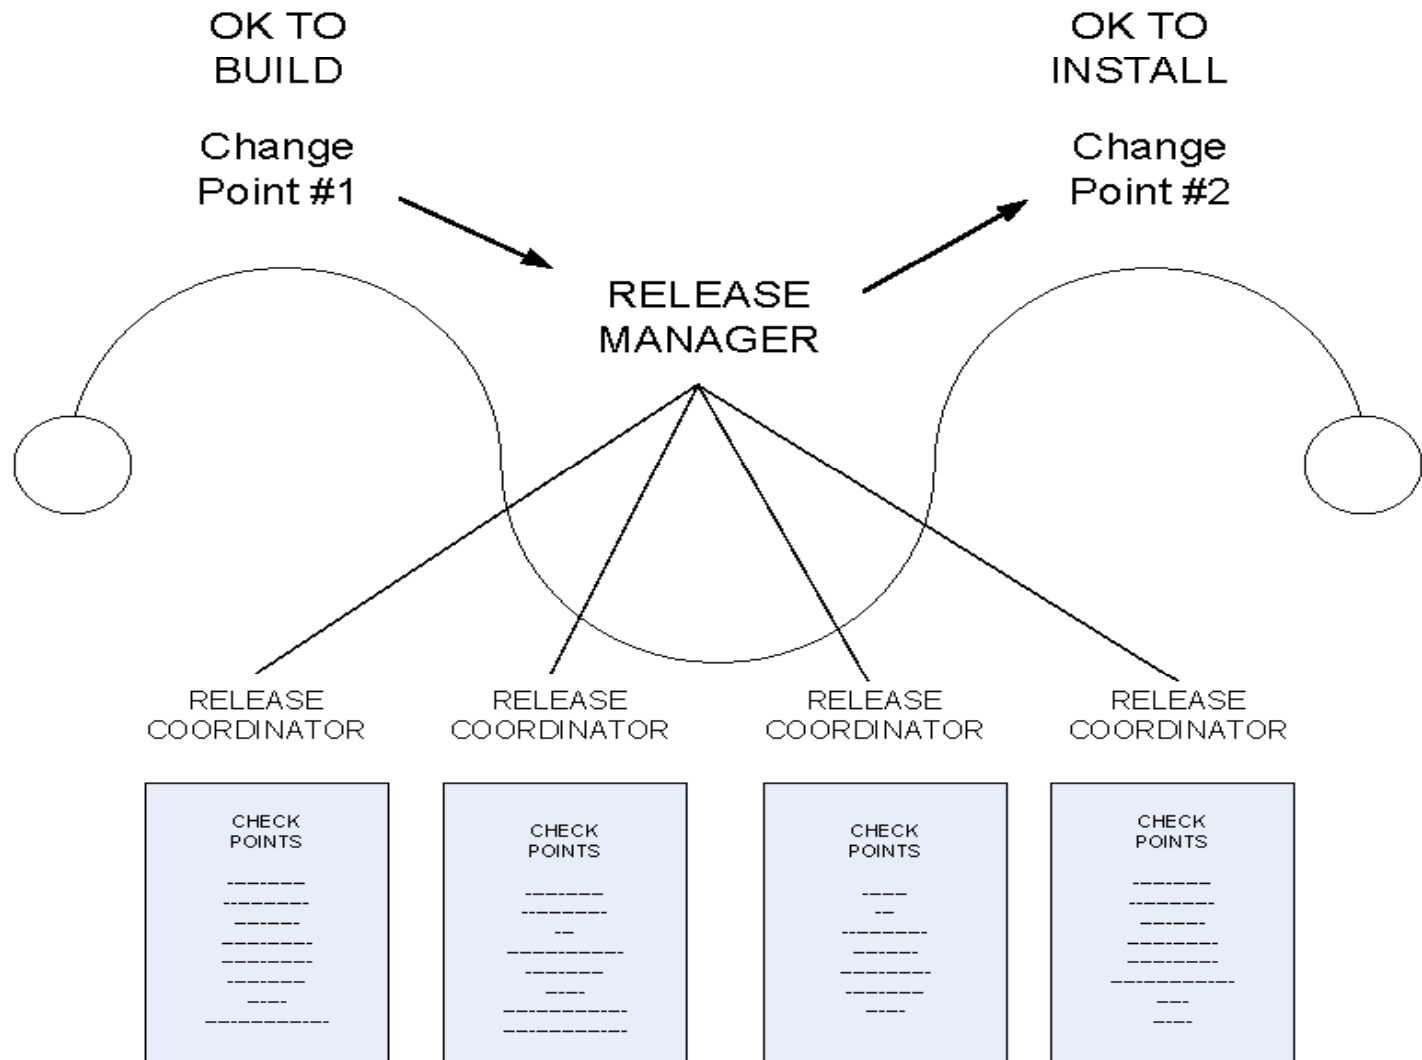 OK TO
BUILD
Change
Point #1
OK TO
INSTALL
Change
Point #2
RELEASE
MANAGER
RELEASE
COORDINATOR
RELEASE
COORDINATOR
RELEASE
COORDINATOR
RELEASE
COORDINATOR
CHECK
POINTS
CHECK
POINTS
CHECK
POINTS
CHECK
POINTS